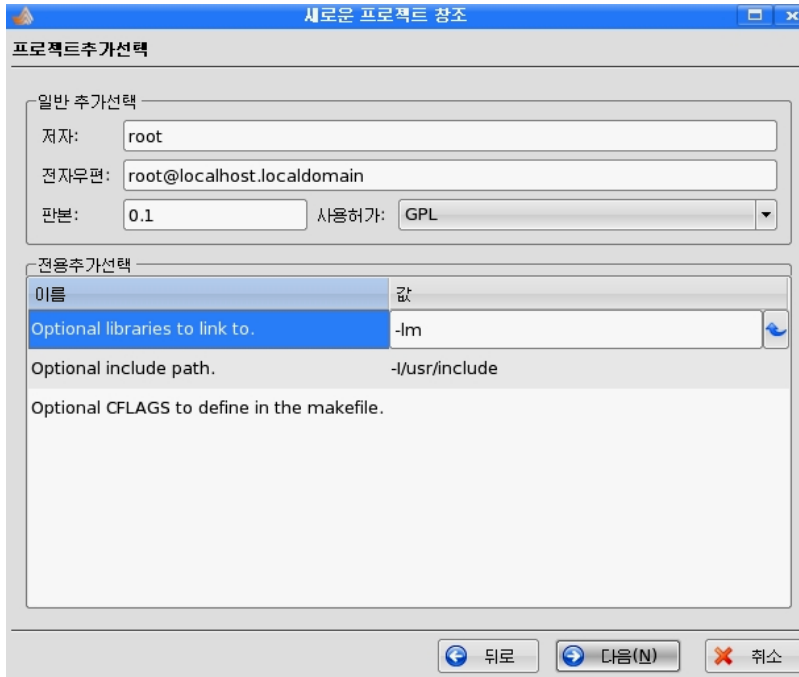 새로운 프로젝트 창조
프로젝트추가선택
일반 추가선택
저자: root
전자우편: root@localhost.localdomain
판본: 0.1 사용허가: GPL
전용추가선택
이름 값
Optional libraries to link to. -lm
Optional include path. -I/usr/include
Optional CFLAGS to define in the makefile.
뒤로 다음(N) 취소